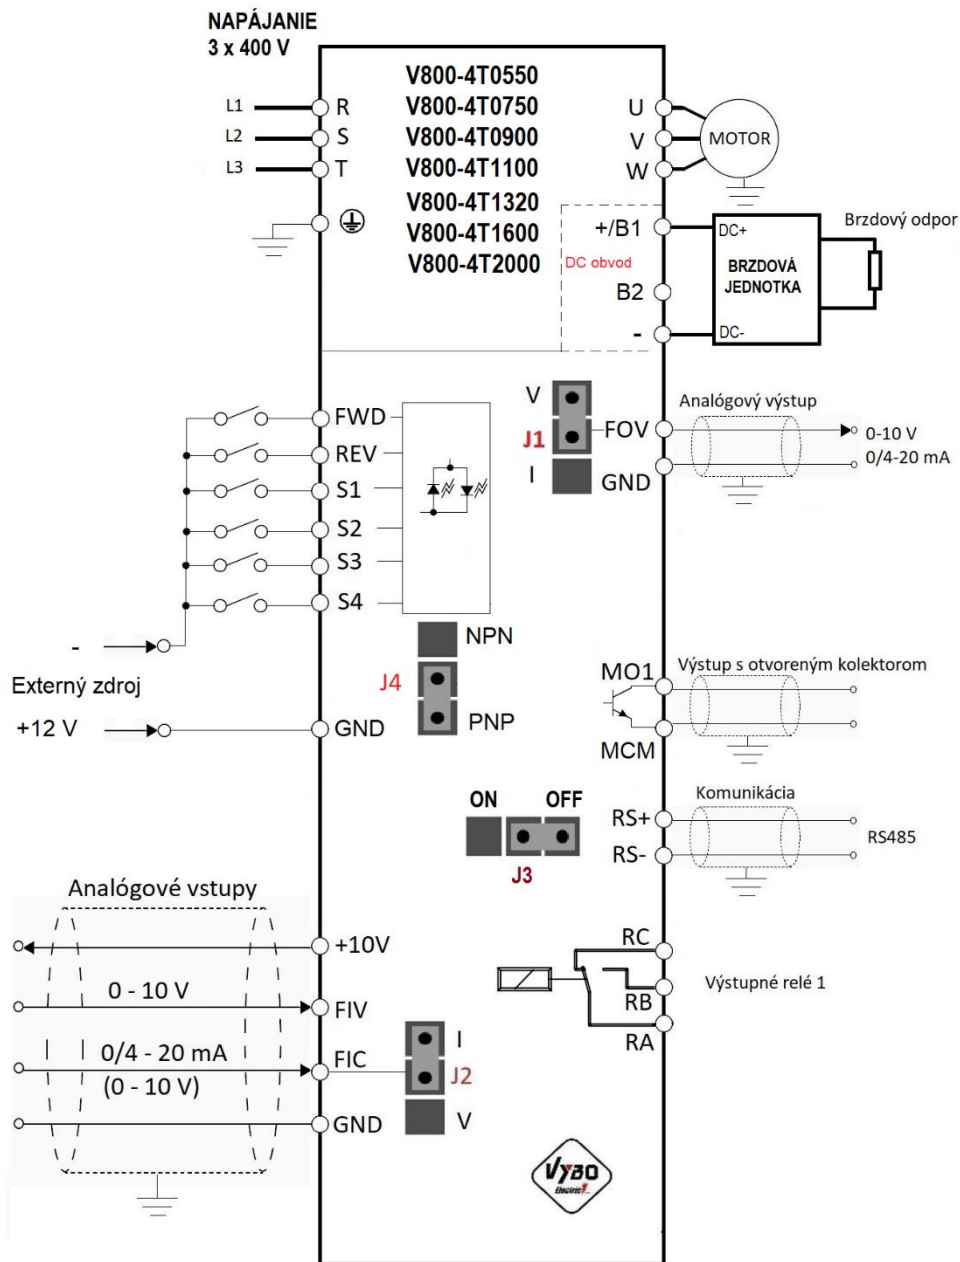 NAPÁJANIE
3 x 400 V
V800-4T0550
V800-4T0750
V800-4T0900
V800-4T1100
V800-4T1320
V800-4T1600
V800-4T2000
L1
R
L2
S
L3
T
U
V
W
MOTOR
DC obvod
+/B1
B2
-
DC+
BRZDOVÁ
JEDNOTKA
DC-
Brzdový odpor
FWD
REV
S1
S2
S3
S4
V
J1
I
FOV
GND
Analógový výstup
0-10 V
0/4-20 mA
-
Externý zdroj
+12 V
GND
NPN
J4
PNP
MO1
MCM
Výstup s otvoreným kolektorom
ON OFF
J3
RS+
RS-
Komunikácia
RS485
Analógové vstupy
+10V
0 - 10 V
FIV
0/4 - 20 mA
(0 - 10 V)
FIC
GND
I
J2
V
RC
RB
RA
Výstupné relé 1
VYBO
Electric